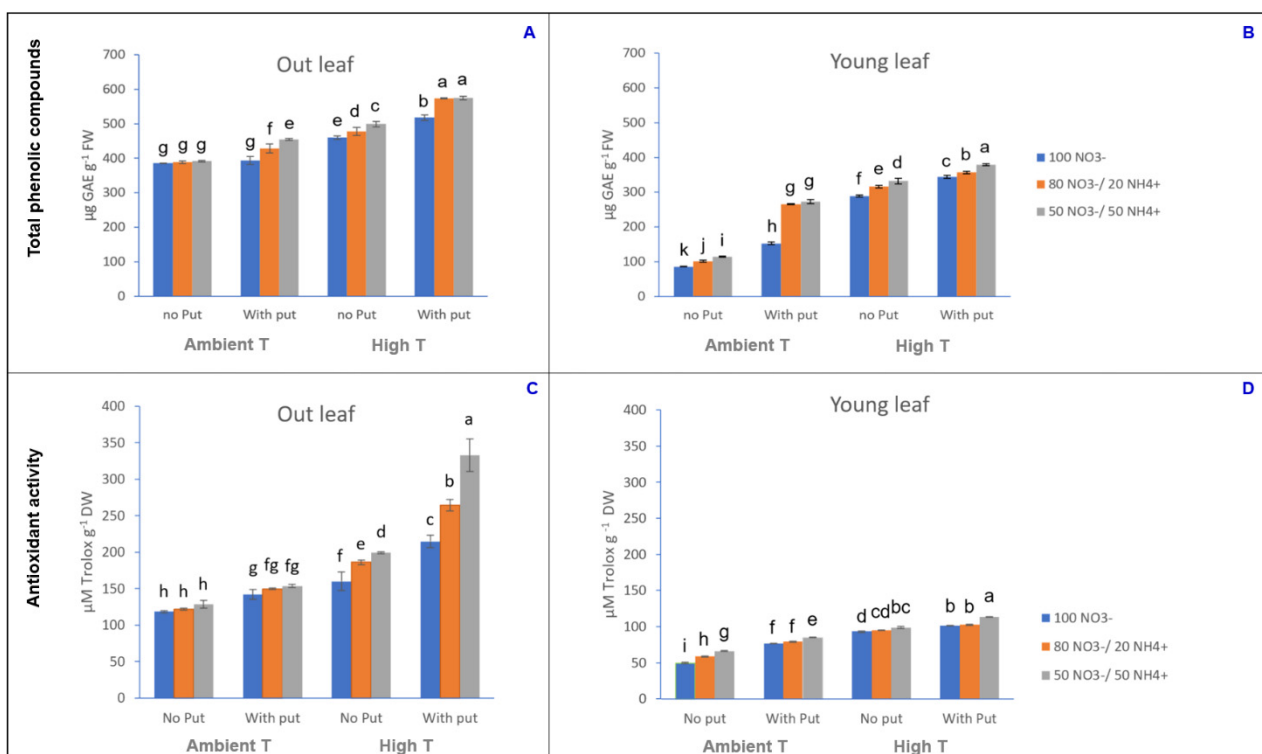 Total phenolic compounds
A
Out leaf
µg GAE g-1 FW
700
600
500
400
300
200
100
0
g g g
g f e
e d c
b a a
no Put With put no Put With put
Ambient T High T
B
Young leaf
µg GAE g-1 FW
700
600
500
400
300
200
100
0
k j i
h g g
f e d
c b a
no Put With put no Put With put
Ambient T High T
100 NO3-
80 NO3-/ 20 NH4+
50 NO3-/ 50 NH4+
Antioxidant activity
C
Out leaf
µM Trolox g-1 DW
400
350
300
250
200
150
100
50
0
h h h
g fg fg
f e d
c b a
No Put With put No Put With put
Ambient T High T
D
Young leaf
µM Trolox g-1 DW
400
350
300
250
200
150
100
50
0
i h g
f f e
d cd bc
b b a
No put With Put No put With Put
Ambient T High T
100 NO3-
80 NO3-/ 20 NH4+
50 NO3-/ 50 NH4+